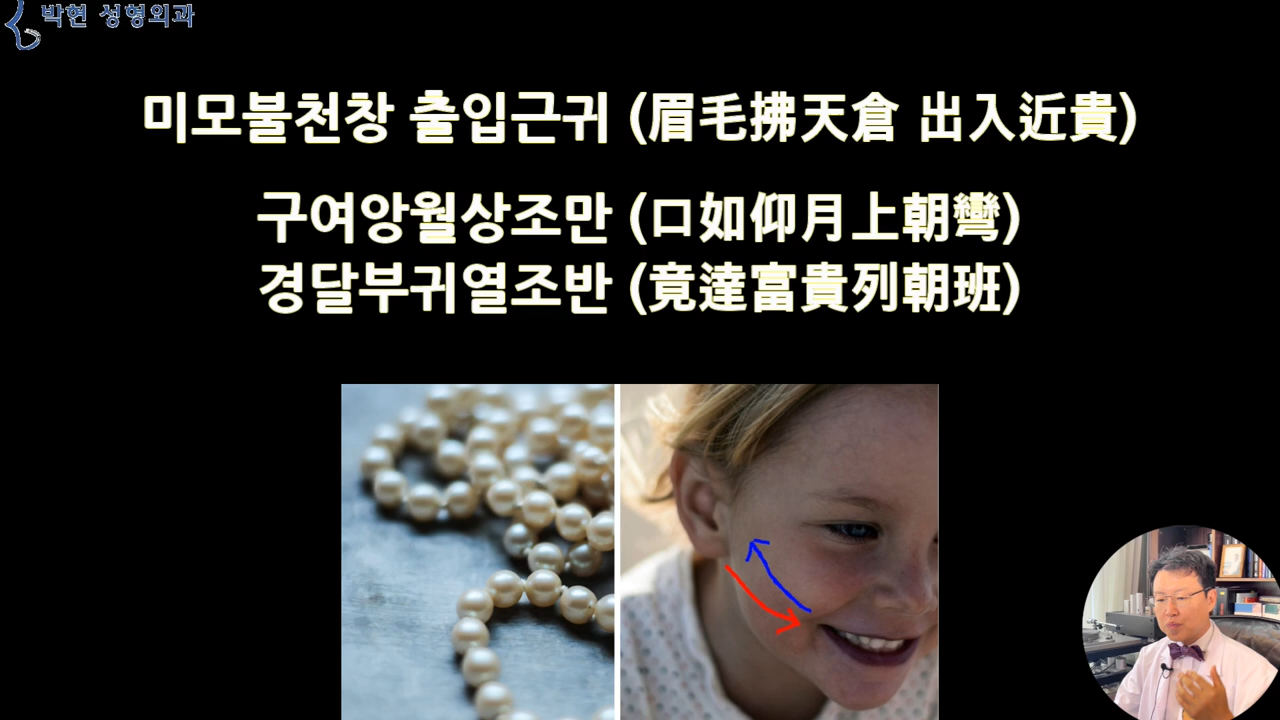 박현 성형외과
미모불천창 출입근귀 (眉毛拂天倉 出入近貴)
구여앙월상조만 (口如仰月上朝彎)
경달부귀열조반 (竟達富貴列朝班)